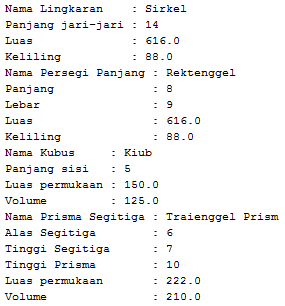 Nama Lingkaran    : Sirkel
Panjang jari-jari : 14
Luas              : 616.0
Keliling          : 88.0
Nama Persegi Panjang : Rektenggel
Panjang              : 8
Lebar                : 9
Luas                 : 616.0
Keliling             : 88.0
Nama Kubus     : Kiub
Panjang sisi   : 5
Luas permukaan : 150.0
Volume         : 125.0
Nama Prisma Segitiga : Traienggel Prism
Alas Segitiga        : 6
Tinggi Segitiga      : 7
Tinggi Prisma        : 10
Luas permukaan       : 222.0
Volume               : 210.0